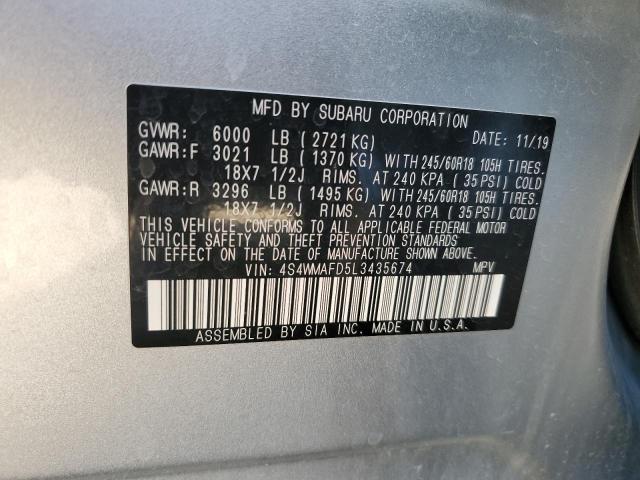 MFD BY SUBARU CORPORATION
GVWR: 6000 LB ( 2721 KG) DATE: 11/19
GAWR:F 3021 LB ( 1370 KG) WITH 245/60R18 105H TIRES.
18X7 1/2J RIMS. AT 240 KPA ( 35 PSI) COLD
GAWR:R 3296 LB ( 1495 KG) WITH 245/60R18 105H TIRES.
18X7 1/2J RIMS. AT 240 KPA ( 35 PSI) COLD
THIS VEHICLE CONFORMS TO ALL APPLICABLE FEDERAL MOTOR
VEHICLE SAFETY AND THEFT PREVENTION STANDARDS
IN EFFECT ON THE DATE OF MANUFACTURE SHOWN ABOVE.
VIN: 4S4WMAFD5L3435674 MPV
ASSEMBLED BY SIA INC. MADE IN U.S.A.